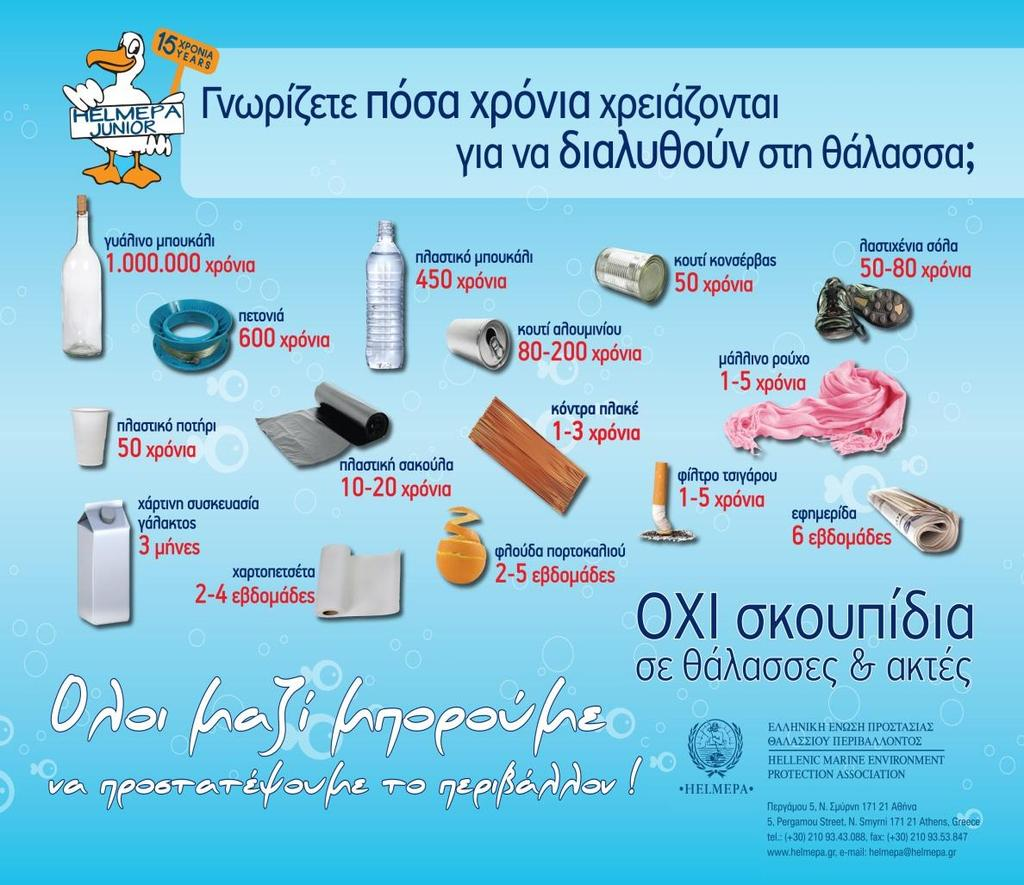 15 ΧΡΟΝΙΑ
YEARS
HELMEPA
JUNIOR
Γνωρίζετε πόσα χρόνια χρειάζονται
για να διαλυθούν στη θάλασσα;
γυάλινο μπουκάλι
1.000.000 χρόνια
πετονιά
600 χρόνια
πλαστικό μπουκάλι
450 χρόνια
κουτί αλουμινίου
80-200 χρόνια
κουτί κονσέρβας
50 χρόνια
λαστιχένια σόλα
50-80 χρόνια
μάλλινο ρούχο
1-5 χρόνια
πλαστικό ποτήρι
50 χρόνια
πλαστική σακούλα
10-20 χρόνια
κόντρα πλακέ
1-3 χρόνια
φίλτρο τσιγάρου
1-5 χρόνια
εφημερίδα
6 εβδομάδες
χάρτινη συσκευασία
γάλακτος
3 μήνες
χαρτοπετσέτα
2-4 εβδομάδες
φλούδα πορτοκαλιού
2-5 εβδομάδες
ΟΧΙ σκουπίδια
σε θάλασσες & ακτές
Όλοι μαζί μπορούμε
να προστατέψουμε το περιβάλλον!
•HELMEPA•
ΕΛΛΗΝΙΚΗ ΕΝΩΣΗ ΠΡΟΣΤΑΣΙΑΣ
ΘΑΛΑΣΣΙΟΥ ΠΕΡΙΒΑΛΛΟΝΤΟΣ
HELLENIC MARINE ENVIRONMENT
PROTECTION ASSOCIATION
Περγάμου 5, Ν. Σμύρνη 171 21 Αθήνα
5, Pergamou Street, N. Smyrni 171 21 Athens, Greece
tel.: (+30) 210 93.43.088, fax: (+30) 210 93.53.847
www.helmepa.gr, e-mail: helmepa@helmepa.gr